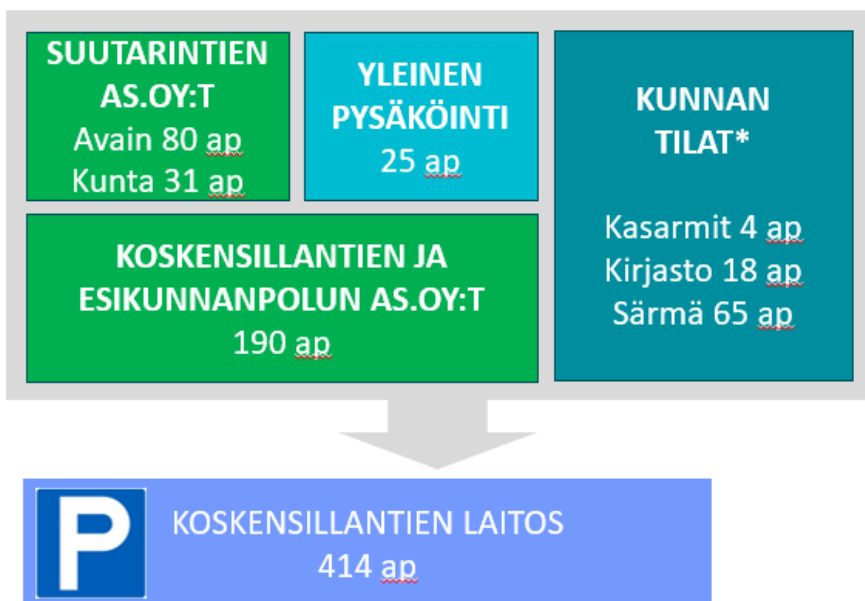 SUUTARINTIEN
AS.OY:T
Avain 80 ap
Kunta 31 ap
YLEINEN
PYSÄKÖINTI
25 ap
KUNNAN
TILAT*
Kasarmit 4 ap
Kirjasto 18 ap
Särmä 65 ap
KOSKENSILLANTIEN JA
ESIKUNNANPOLUN AS.OY:T
190 ap
P
KOSKENSILLANTIEN LAITOS
414 ap